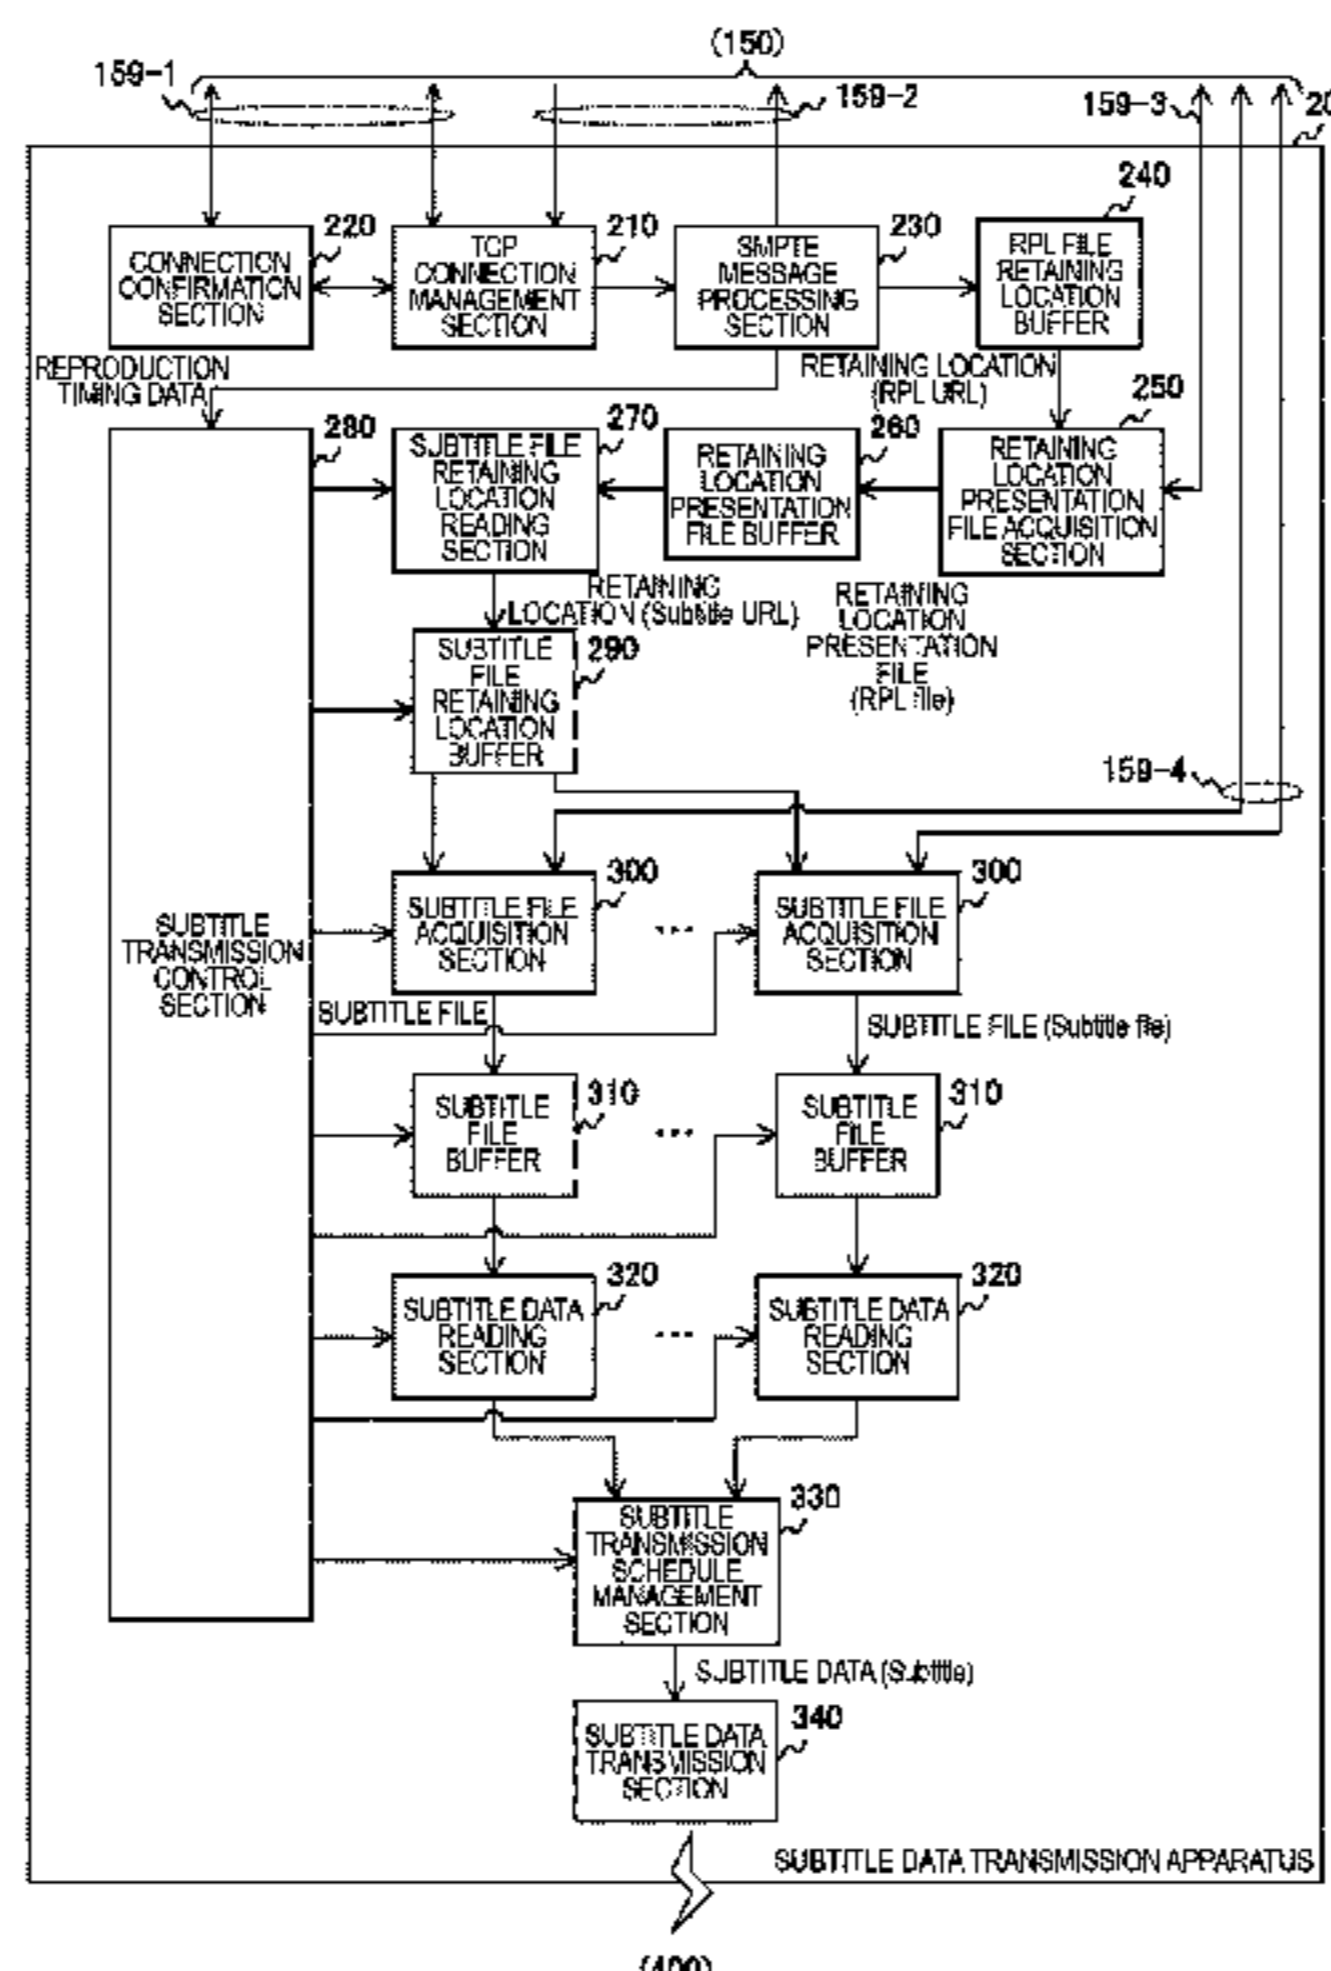 (150)
159-1
159-2
159-3
20
240
220
210
230
CONNECTION
CONFIRMATION
SECTION
TCP
CONNECTION
MANAGEMENT
SECTION
SMPTE
MESSAGE
PROCESSING
SECTION
RPL FILE
RETAINING
LOCATION
BUFFER
REPRODUCTION
TIMING DATA
RETAINING LOCATION
(RPL URL)
280
270
260
250
SUBTITLE FILE
RETAINING
LOCATION
READING
SECTION
RETAINING
LOCATION
PRESENTATION
FILE BUFFER
RETAINING
LOCATION
PRESENTATION
FILE ACQUISITION
SECTION
RETAINING
LOCATION (Subtitle URL)
RETAINING
LOCATION
PRESENTATION
FILE
(RPL file)
290
SUBTITLE
FILE
RETAINING
LOCATION
BUFFER
159-4
300
300
SUBTITLE
TRANSMISSION
CONTROL
SECTION
SUBTITLE FILE
ACQUISITION
SECTION
...
SUBTITLE FILE
ACQUISITION
SECTION
SUBTITLE FILE
SUBTITLE FILE (Subtitle file)
310
310
SUBTITLE
FILE
BUFFER
...
SUBTITLE
FILE
BUFFER
320
320
SUBTITLE DATA
READING
SECTION
...
SUBTITLE DATA
READING
SECTION
330
SUBTITLE
TRANSMISSION
SCHEDULE
MANAGEMENT
SECTION
SUBTITLE DATA (Subtitle)
340
SUBTITLE DATA
TRANSMISSION
SECTION
SUBTITLE DATA TRANSMISSION APPARATUS
(400)